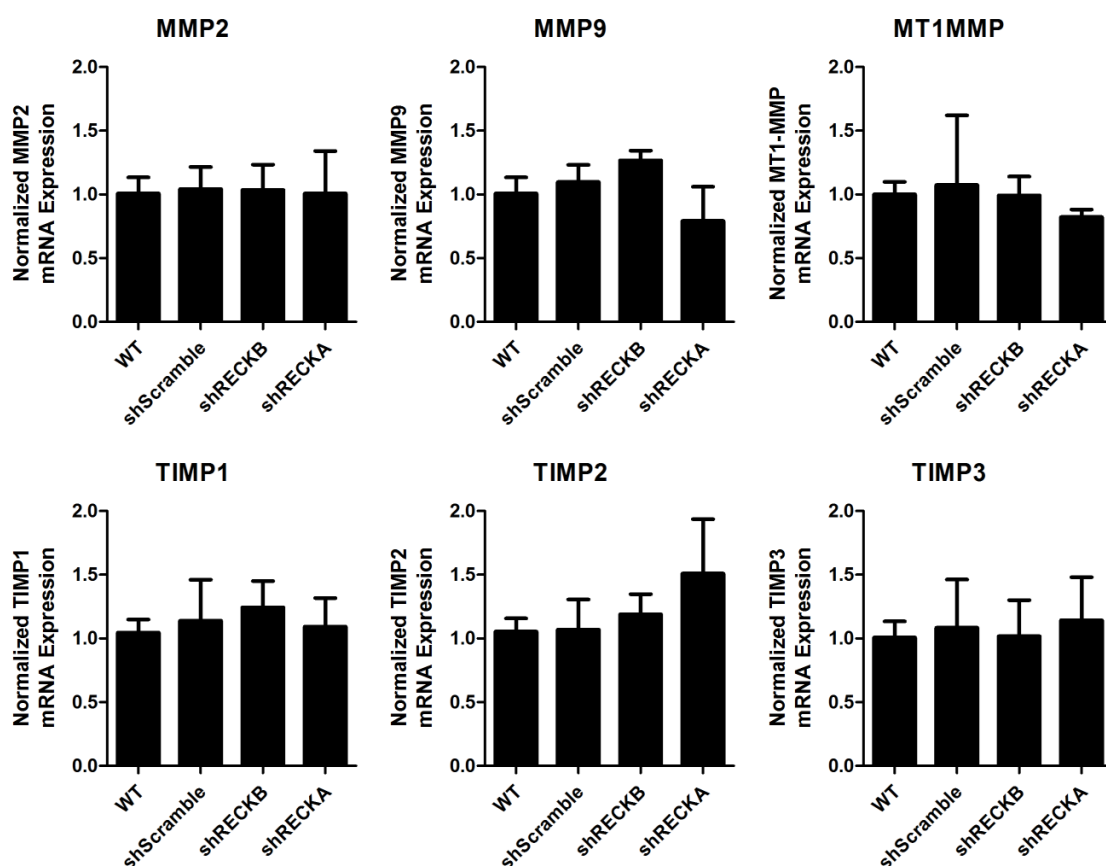 MMP2
Normalized MMP2
mRNA Expression
2.0
1.5
1.0
0.5
0.0
WT
shScramble
shRECKB
shRECKA
MMP9
Normalized MMP9
mRNA Expression
2.0
1.5
1.0
0.5
0.0
WT
shScramble
shRECKB
shRECKA
MT1MMP
Normalized MT1-MMP
mRNA Expression
2.0
1.5
1.0
0.5
0.0
WT
shScramble
shRECKB
shRECKA
TIMP1
Normalized TIMP1
mRNA Expression
2.0
1.5
1.0
0.5
0.0
WT
shScramble
shRECKB
shRECKA
TIMP2
Normalized TIMP2
mRNA Expression
2.0
1.5
1.0
0.5
0.0
WT
shScramble
shRECKB
shRECKA
TIMP3
Normalized TIMP3
mRNA Expression
2.0
1.5
1.0
0.5
0.0
WT
shScramble
shRECKB
shRECKA